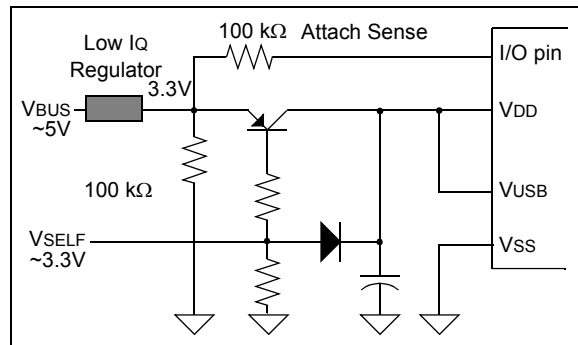 100 kΩ Attach Sense
I/O pin
Low IQ
Regulator
3.3V
VBUS
~5V
VDD
100 kΩ
VUSB
VSELF
~3.3V
VSS